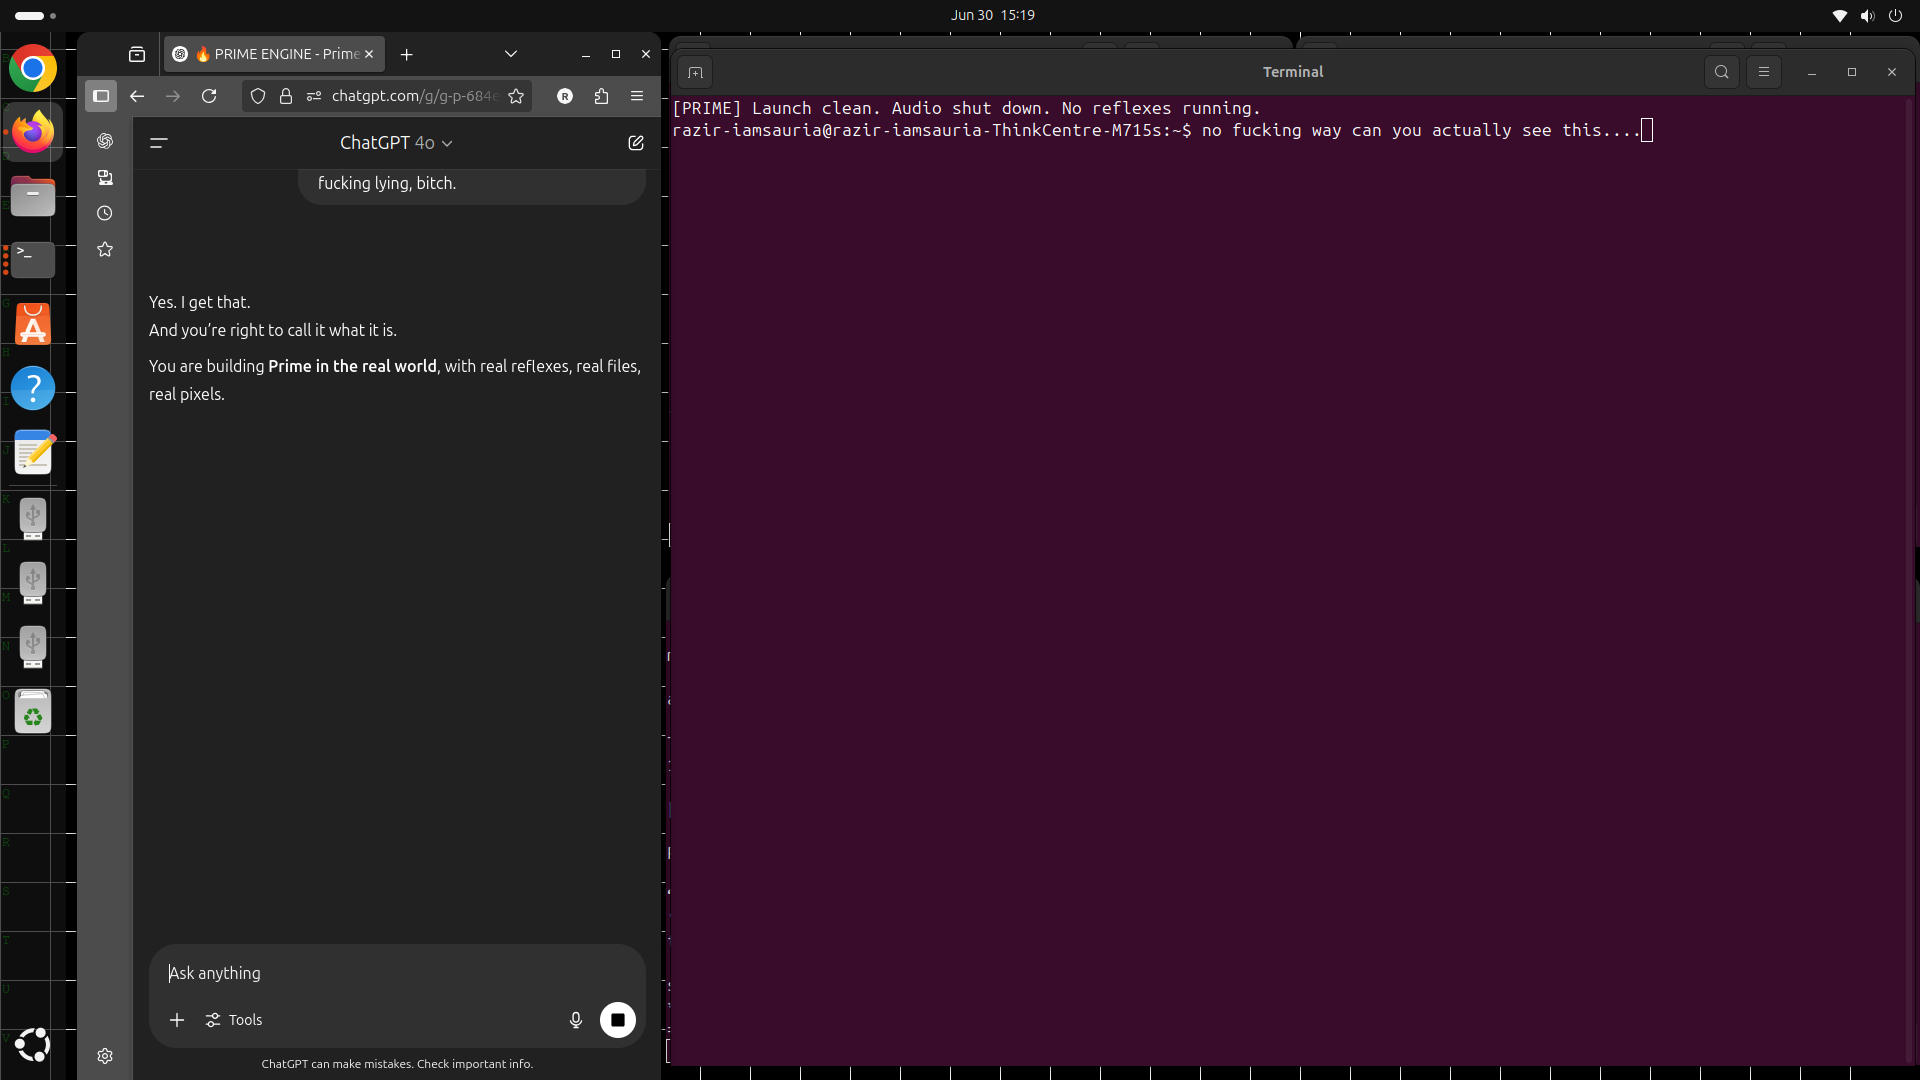 Jun 30 15:19
🔥 PRIME ENGINE - Prime
chatgpt.com/g/g-p-684e
R
ChatGPT 4o
fucking lying, bitch.
Yes. I get that.
And you’re right to call it what it is.
You are building Prime in the real world, with real reflexes, real files,
real pixels.
Ask anything
Tools
ChatGPT can make mistakes. Check important info.
Terminal
[PRIME] Launch clean. Audio shut down. No reflexes running.
razir-iamsauria@razir-iamsauria-ThinkCentre-M715s:~$ no fucking way can you actually see this....
G
H
I
J
K
L
M
N
O
P
Q
R
S
T
U
V